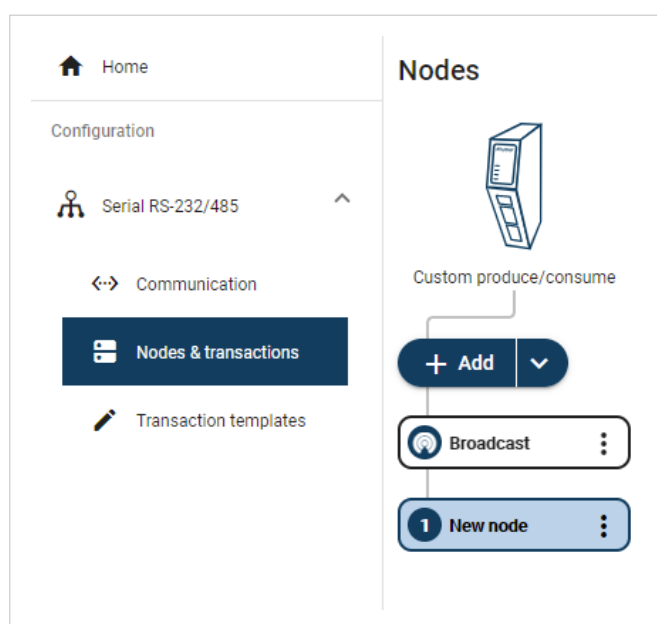 Home
Configuration
Serial RS-232/485
Communication
Nodes & transactions
Transaction templates
Nodes
Custom produce/consume
+ Add
Broadcast
1 New node